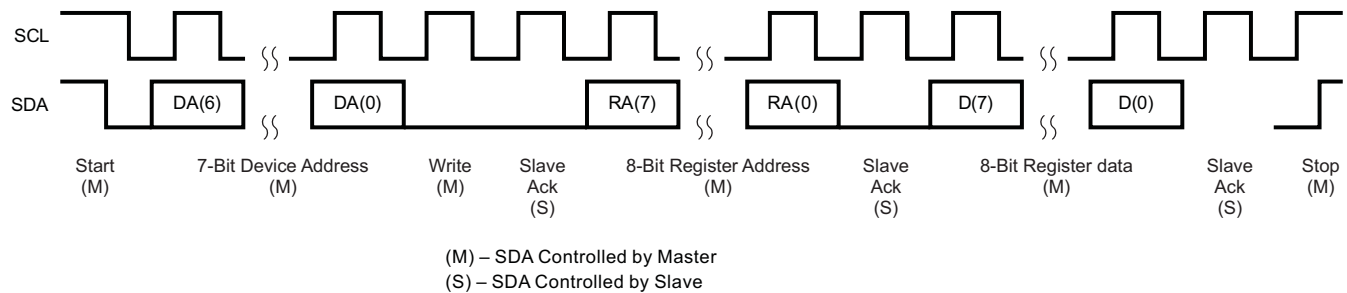 SCL
SDA
DA(6) DA(0) RA(7) RA(0) D(7) D(0)
Start 7-Bit Device Address Write Slave 8-Bit Register Address Slave 8-Bit Register data Slave Stop
(M) (M) (M) Ack (M) Ack (M) Ack (M)
(S) (S) (S)
(M) – SDA Controlled by Master
(S) – SDA Controlled by Slave